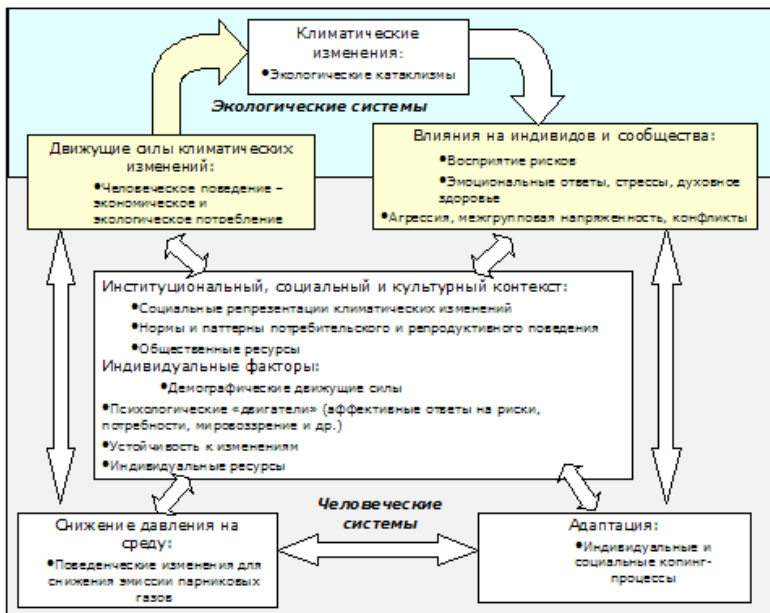 Климатические
изменения:
•Экологические катаклизмы
Экологические системы
Движущие силы климатических
изменений:
•Человеческое поведение –
экономическое и
экологическое потребление
Влияния на индивидов и сообщества:
•Восприятие рисков
•Эмоциональные ответы, стрессы, духовное
здоровье
•Агрессия, межгрупповая напряженность, конфликты
Институциональный, социальный и культурный контекст:
•Социальные репрезентации климатических изменений
•Нормы и паттерны потребительского и репродуктивного поведения
•Общественные ресурсы
Индивидуальные факторы:
•Демографические движущие силы
•Психологические «двигатели» (аффективные ответы на риски,
потребности, мировоззрение и др.)
•Устойчивость к изменениям
•Индивидуальные ресурсы
Человеческие
системы
Снижение давления на
среду:
•Поведенческие изменения для
снижения эмиссии парниковых
газов
Адаптация:
•Индивидуальные и
социальные копинг-
процессы